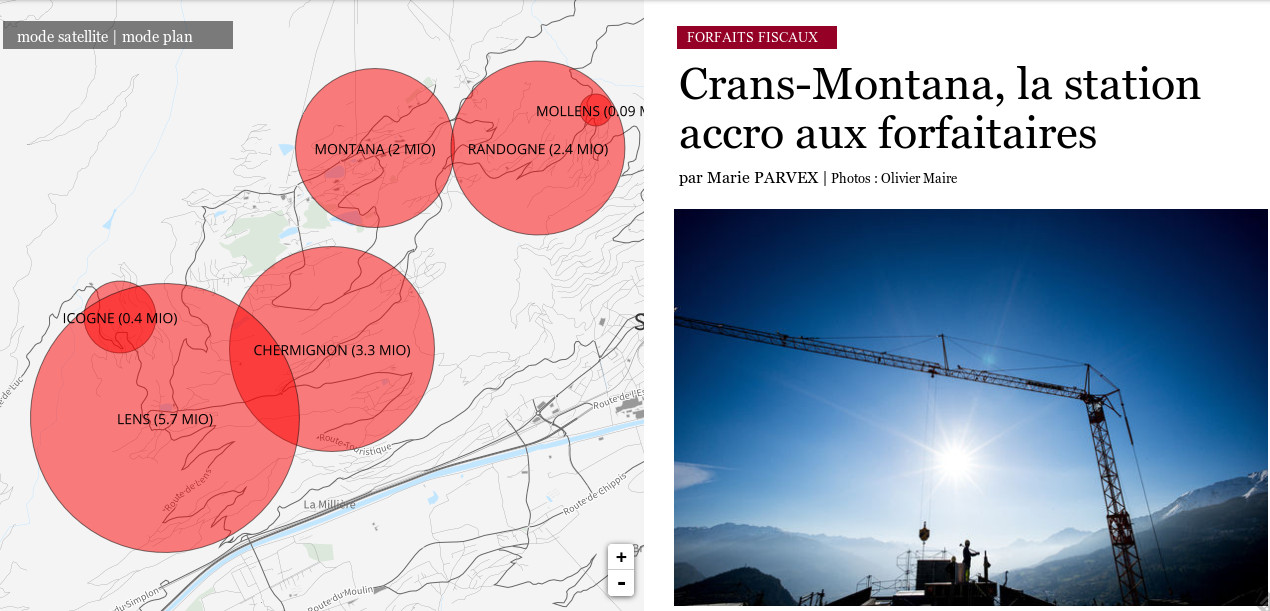 mode satellite | mode plan
MOLLENS (0.09 M
MONTANA (2 MIO)
RANDOGNE (2.4 MIO)
ICOGNE (0.4 MIO)
CHERMIGNON (3.3 MIO)
S
LENS (5.7 MIO)
e de Luc
Route de l'Es
Route-Touristique
Route-de-Lens
La Millière
Route de Chippis
Br
+
-
du-Simplon
Route-du-Moulin
FORFAITS FISCAUX
Crans-Montana, la station
accro aux forfaitaires
par Marie PARVEX | Photos : Olivier Maire